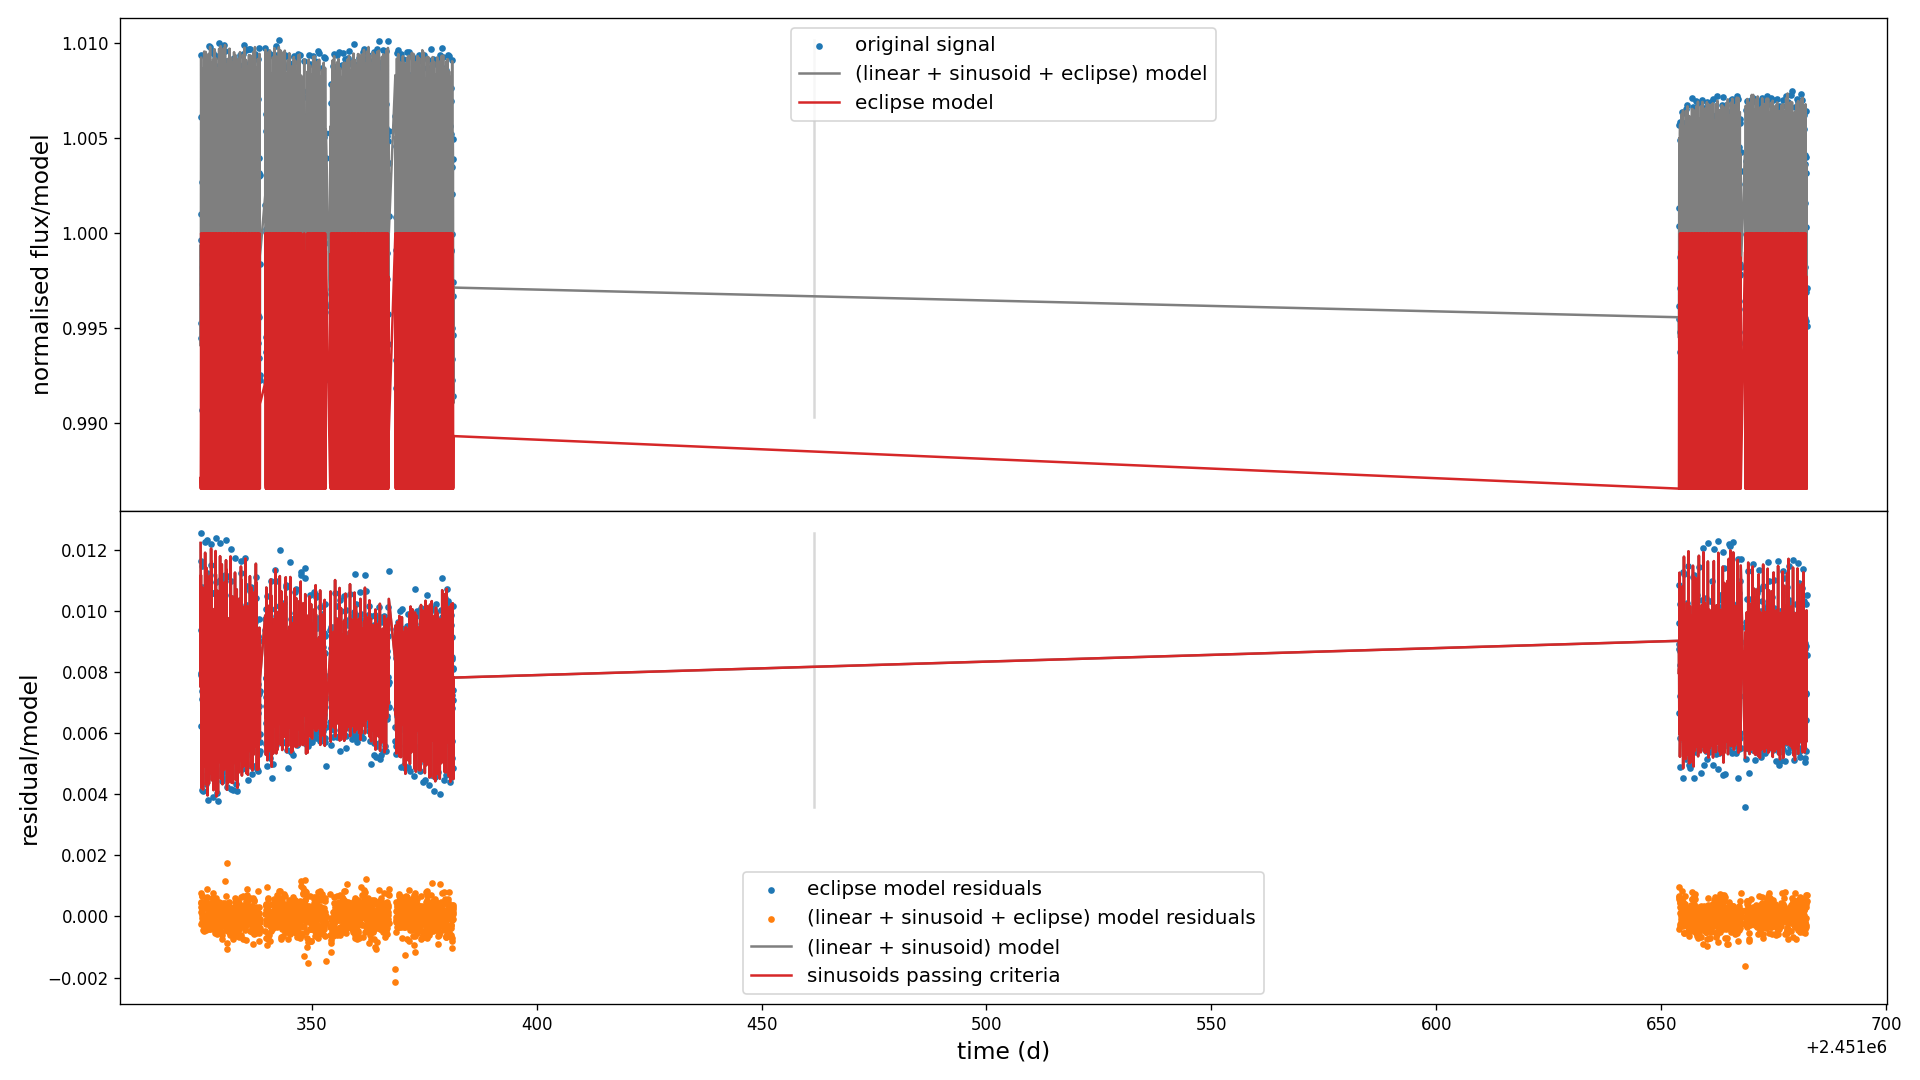 1.010
1.005
1.000
0.995
0.990
normalised flux/model
original signal
(linear + sinusoid + eclipse) model
eclipse model
0.012
0.010
0.008
0.006
0.004
0.002
0.000
−0.002
residual/model
eclipse model residuals
(linear + sinusoid + eclipse) model residuals
(linear + sinusoid) model
sinusoids passing criteria
350 400 450 500 550 600 650 700
time (d)
+2.451e6